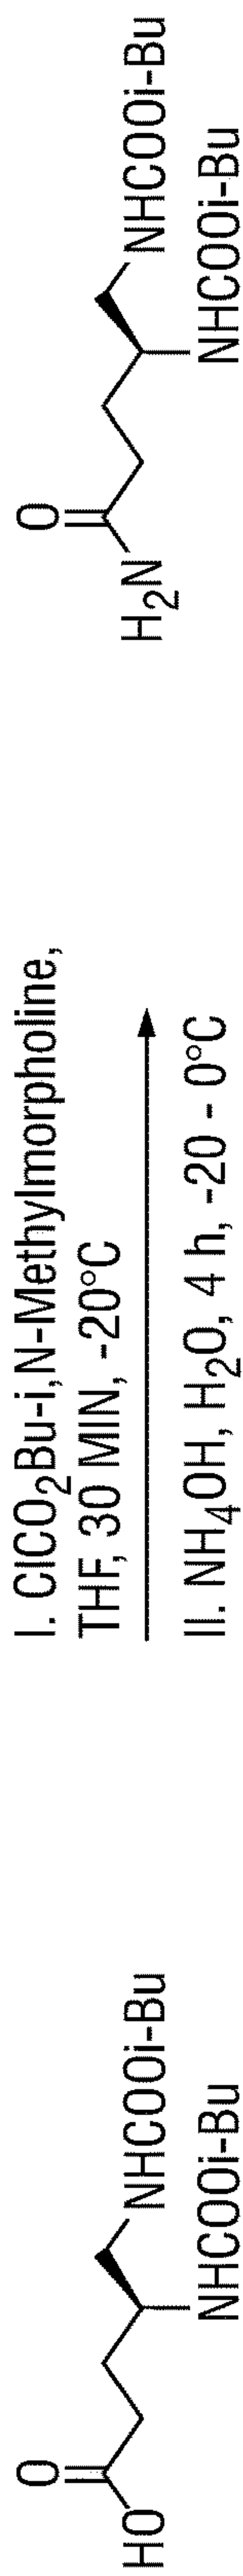 O
HO
NHCOOi-Bu
NHCOOi-Bu
I. ClCO2Bu-i,N-Methylmorpholine,
THF, 30 MIN, -20°C
II. NH4OH, H2O, 4 h, -20 - 0°C
O
H2N
NHCOOi-Bu
NHCOOi-Bu